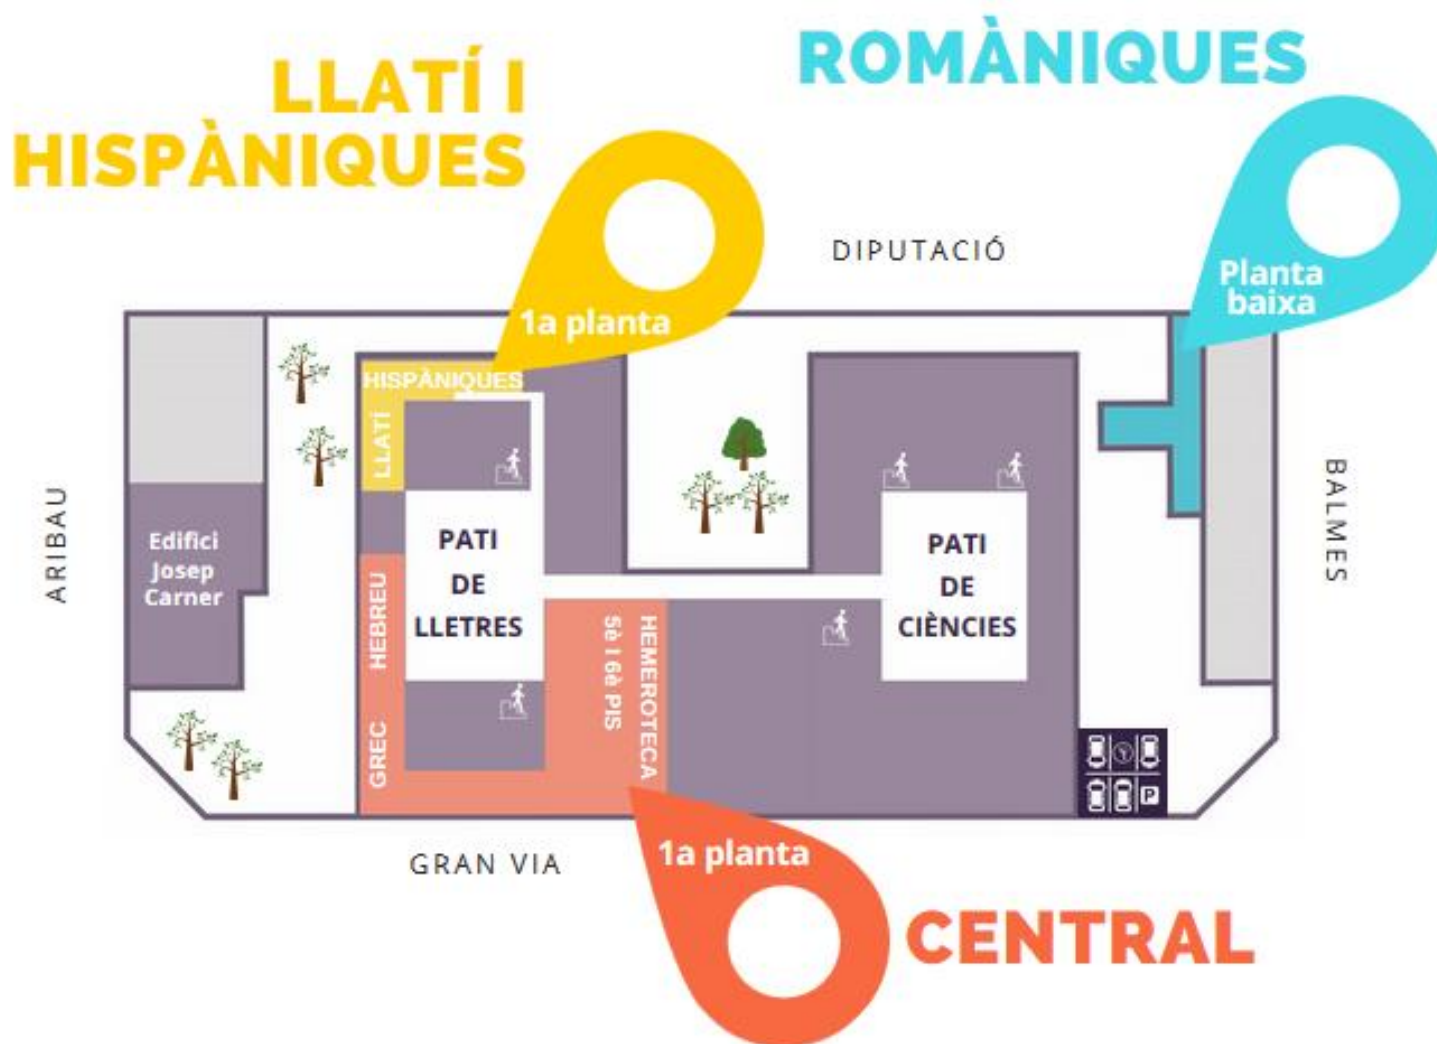 LLATÍ I
HISPÀNIQUES
ROMÀNIQUES
DIPUTACIÓ
Planta
baixa
1a planta
HISPÀNIQUES
LLATÍ
ARIBAU
Edifici
Josep
Carner
PATI
DE
LLETRES
PATI
DE
CIÈNCIES
BALMES
HEBREU
GREC
HEMEROTECA
5è I 6è PIS
P
GRAN VIA
1a planta
CENTRAL